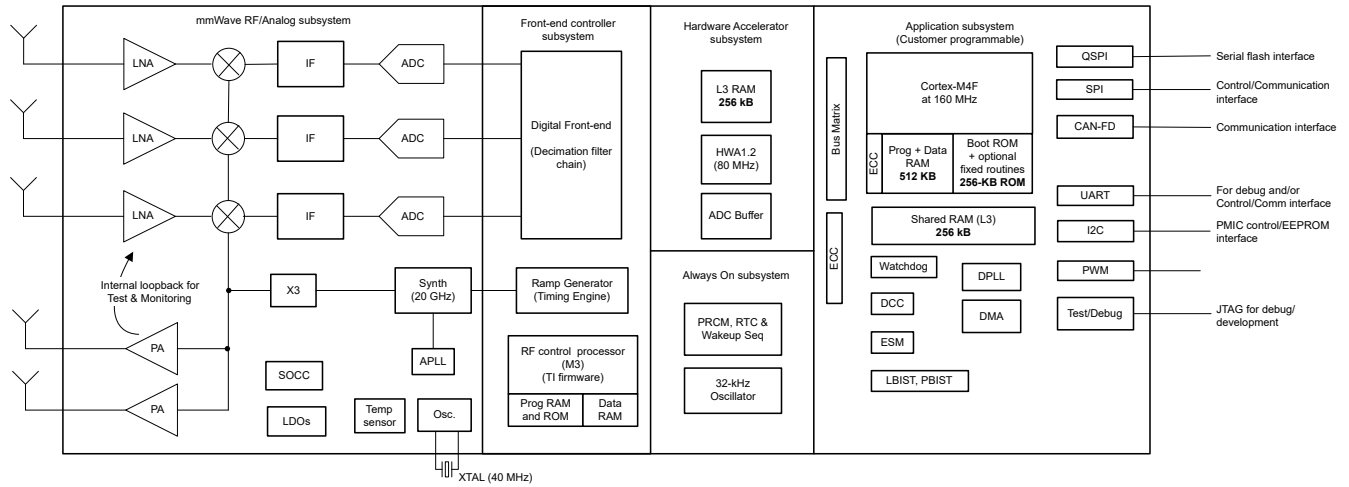 mmWave RF/Analog subsystem
LNA
IF
ADC
LNA
IF
ADC
LNA
IF
ADC
Internal loopback for
Test & Monitoring
X3
Synth
(20 GHz)
PA
APLL
SOCC
PA
LDOs
Temp
sensor
Osc.
XTAL (40 MHz)
Front-end controller
subsystem
Digital Front-end
(Decimation filter
chain)
Ramp Generator
(Timing Engine)
RF control processor
(M3)
(TI firmware)
Prog RAM
and ROM
Data
RAM
Hardware Accelerator
subsystem
L3 RAM
256 kB
HWA1.2
(80 MHz)
ADC Buffer
Always On subsystem
PRCM, RTC &
Wakeup Seq
32-kHz
Oscillator
Application subsystem
(Customer programmable)
Bus Matrix
Cortex-M4F
at 160 MHz
ECC
Prog + Data
RAM
512 KB
Boot ROM
+ optional
fixed routines
256-KB ROM
ECC
Shared RAM (L3)
256 kB
Watchdog
DPLL
DCC
DMA
ESM
LBIST, PBIST
QSPI
Serial flash interface
SPI
Control/Communication
interface
CAN-FD
Communication interface
UART
For debug and/or
Control/Comm interface
I2C
PMIC control/EEPROM
interface
PWM
Test/Debug
JTAG for debug/
development